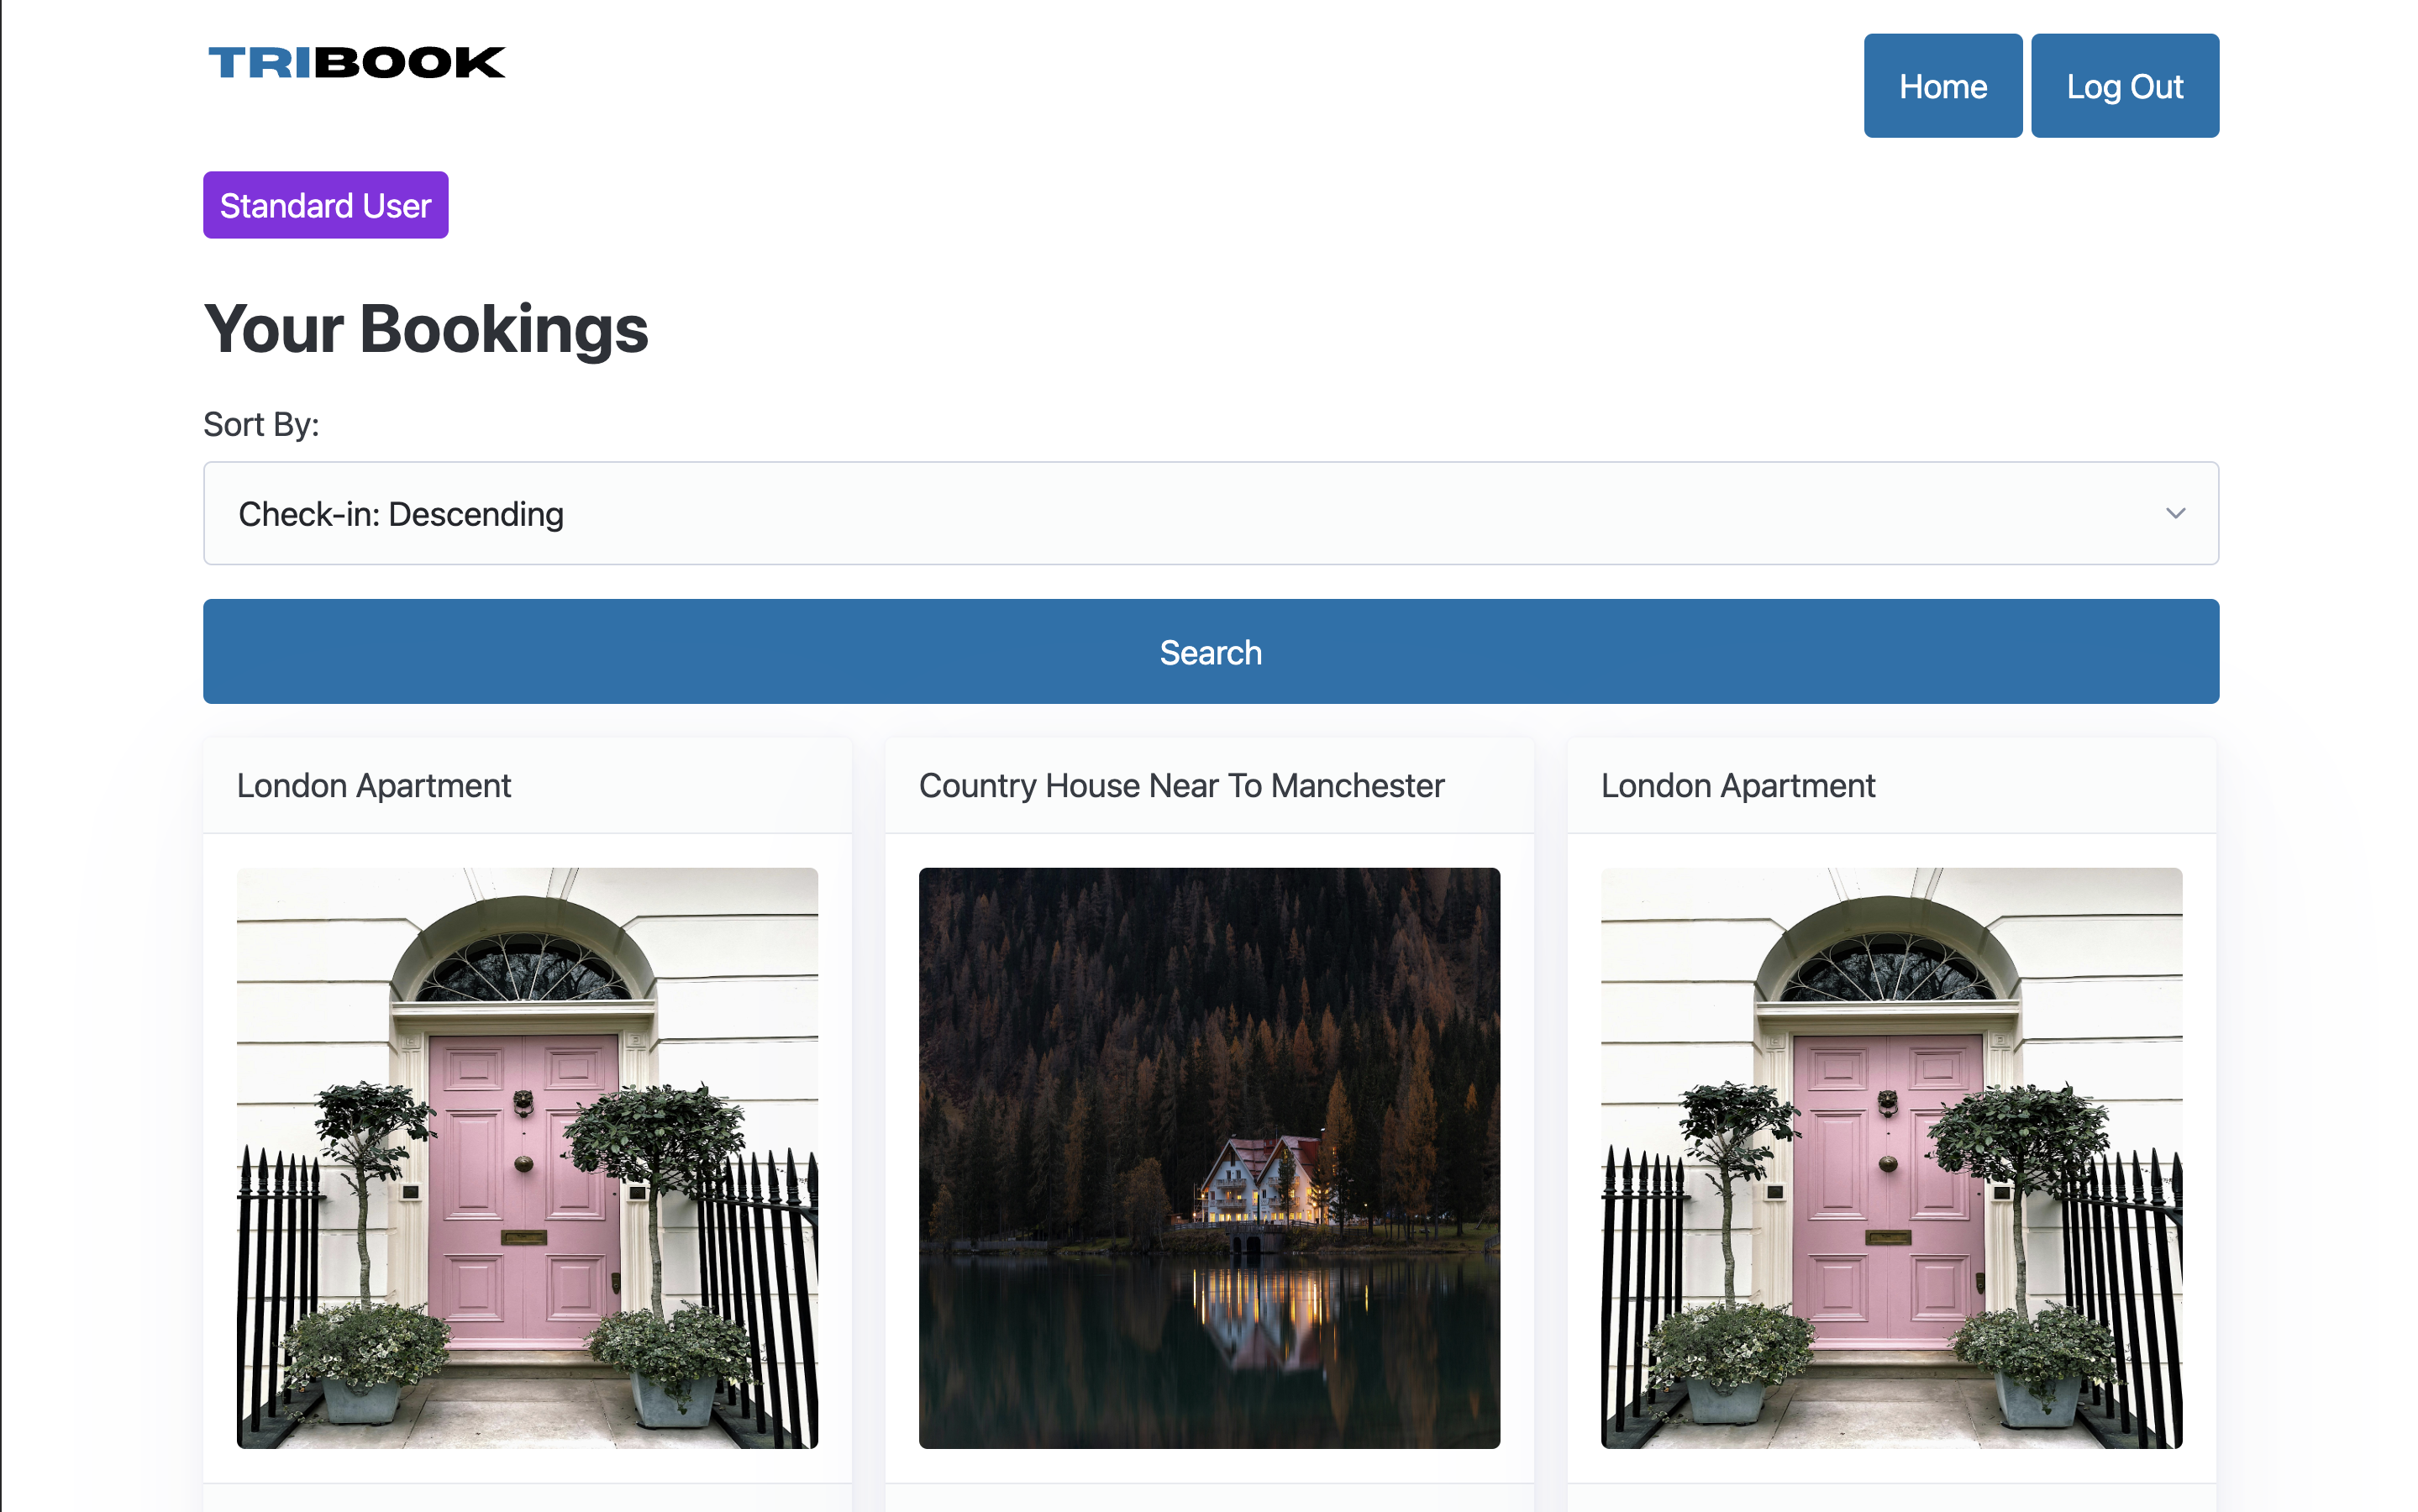 TRIBOOK
Home
Log Out
Standard User
Your Bookings
Sort By:
Check-in: Descending
Search
London Apartment
Country House Near To Manchester
London Apartment